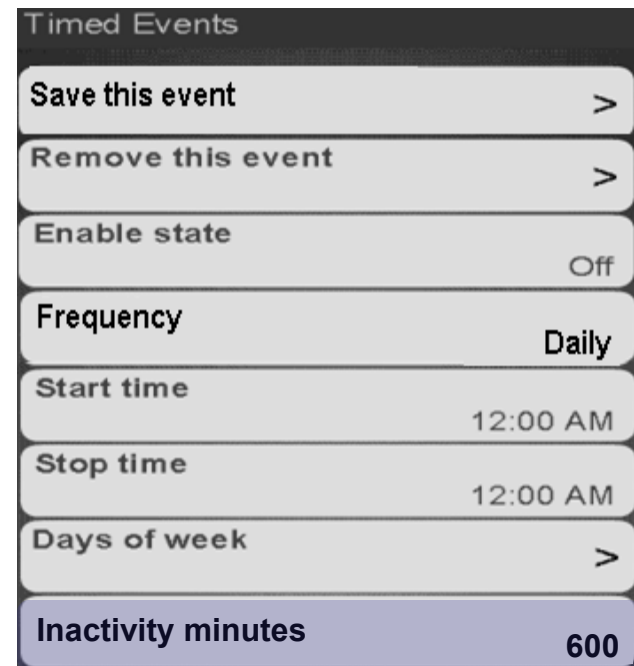 Timed Events
Save this event
>
Remove this event
>
Enable state
Off
Frequency
Daily
Start time
12:00 AM
Stop time
12:00 AM
Days of week
>
Inactivity minutes
600